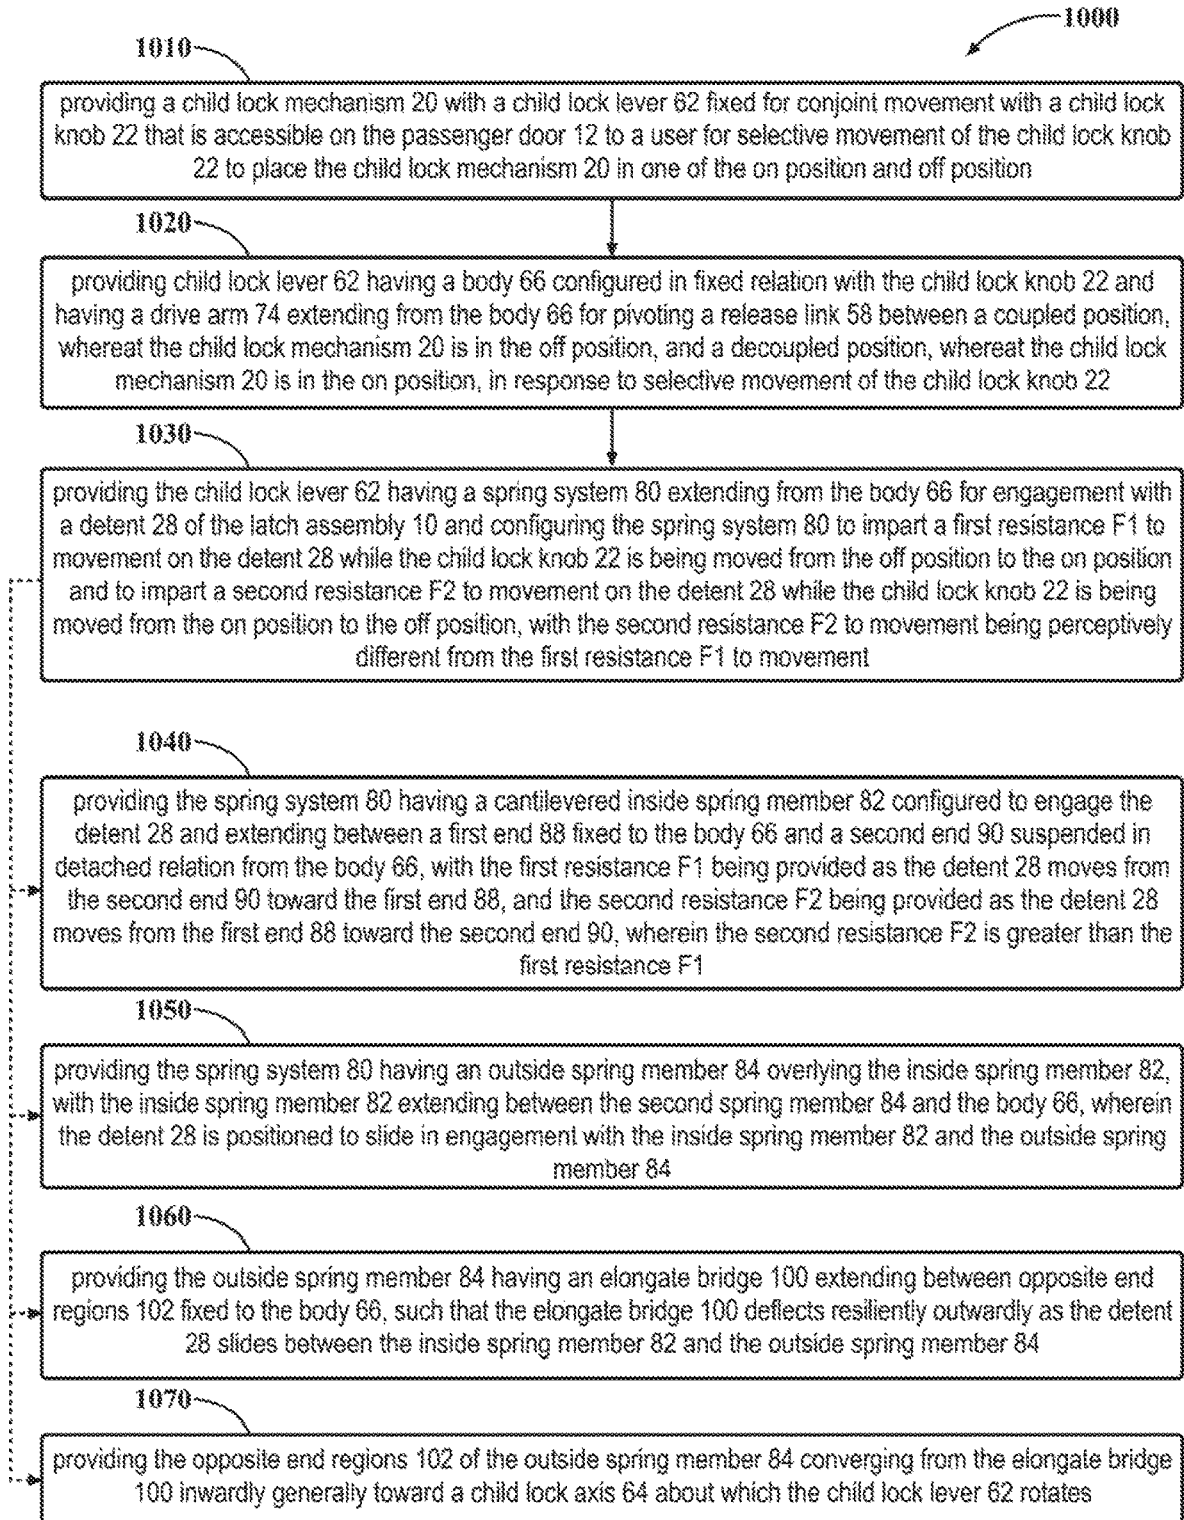 1000
1010
providing a child lock mechanism 20 with a child lock lever 62 fixed for conjoint movement with a child lock
knob 22 that is accessible on the passenger door 12 to a user for selective movement of the child lock knob
22 to place the child lock mechanism 20 in one of the on position and off position
1020
providing child lock lever 62 having a body 66 configured in fixed relation with the child lock knob 22 and
having a drive arm 74 extending from the body 66 for pivoting a release link 58 between a coupled position,
whereat the child lock mechanism 20 is in the off position, and a decoupled position, whereat the child lock
mechanism 20 is in the on position, in response to selective movement of the child lock knob 22
1030
providing the child lock lever 62 having a spring system 80 extending from the body 66 for engagement with
a detent 28 of the latch assembly 10 and configuring the spring system 80 to impart a first resistance F1 to
movement on the detent 28 while the child lock knob 22 is being moved from the off position to the on position
and to impart a second resistance F2 to movement on the detent 28 while the child lock knob 22 is being
moved from the on position to the off position, with the second resistance F2 to movement being perceptively
different from the first resistance F1 to movement
1040
providing the spring system 80 having a cantilevered inside spring member 82 configured to engage the
detent 28 and extending between a first end 88 fixed to the body 66 and a second end 90 suspended in
detached relation from the body 66, with the first resistance F1 being provided as the detent 28 moves from
the second end 90 toward the first end 88, and the second resistance F2 being provided as the detent 28
moves from the first end 88 toward the second end 90, wherein the second resistance F2 is greater than the
first resistance F1
1050
providing the spring system 80 having an outside spring member 84 overlying the inside spring member 82,
with the inside spring member 82 extending between the second spring member 84 and the body 66, wherein
the detent 28 is positioned to slide in engagement with the inside spring member 82 and the outside spring
member 84
1060
providing the outside spring member 84 having an elongate bridge 100 extending between opposite end
regions 102 fixed to the body 66, such that the elongate bridge 100 deflects resiliently outwardly as the detent
28 slides between the inside spring member 82 and the outside spring member 84
1070
providing the opposite end regions 102 of the outside spring member 84 converging from the elongate bridge
100 inwardly generally toward a child lock axis 64 about which the child lock lever 62 rotates